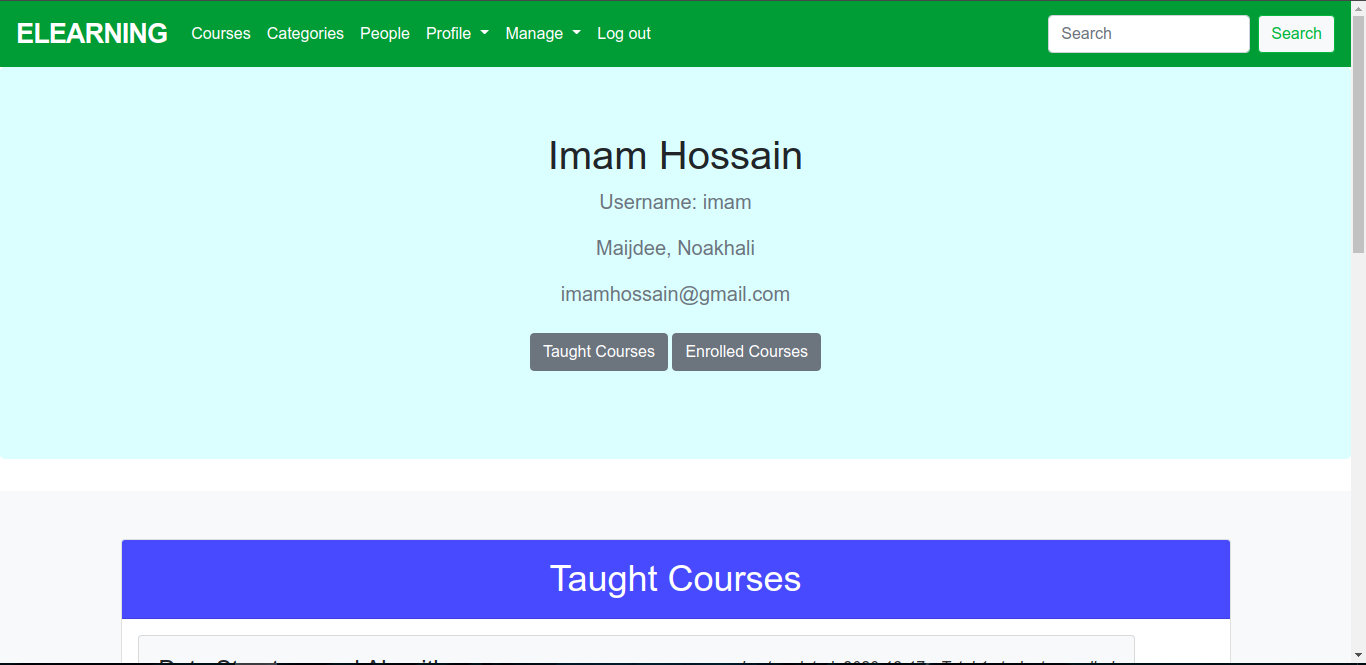 ELEARNING Courses Categories People Profile Manage Log out Search Search
Imam Hossain
Username: imam
Maijdee, Noakhali
imamhossain@gmail.com
Taught Courses Enrolled Courses
Taught Courses